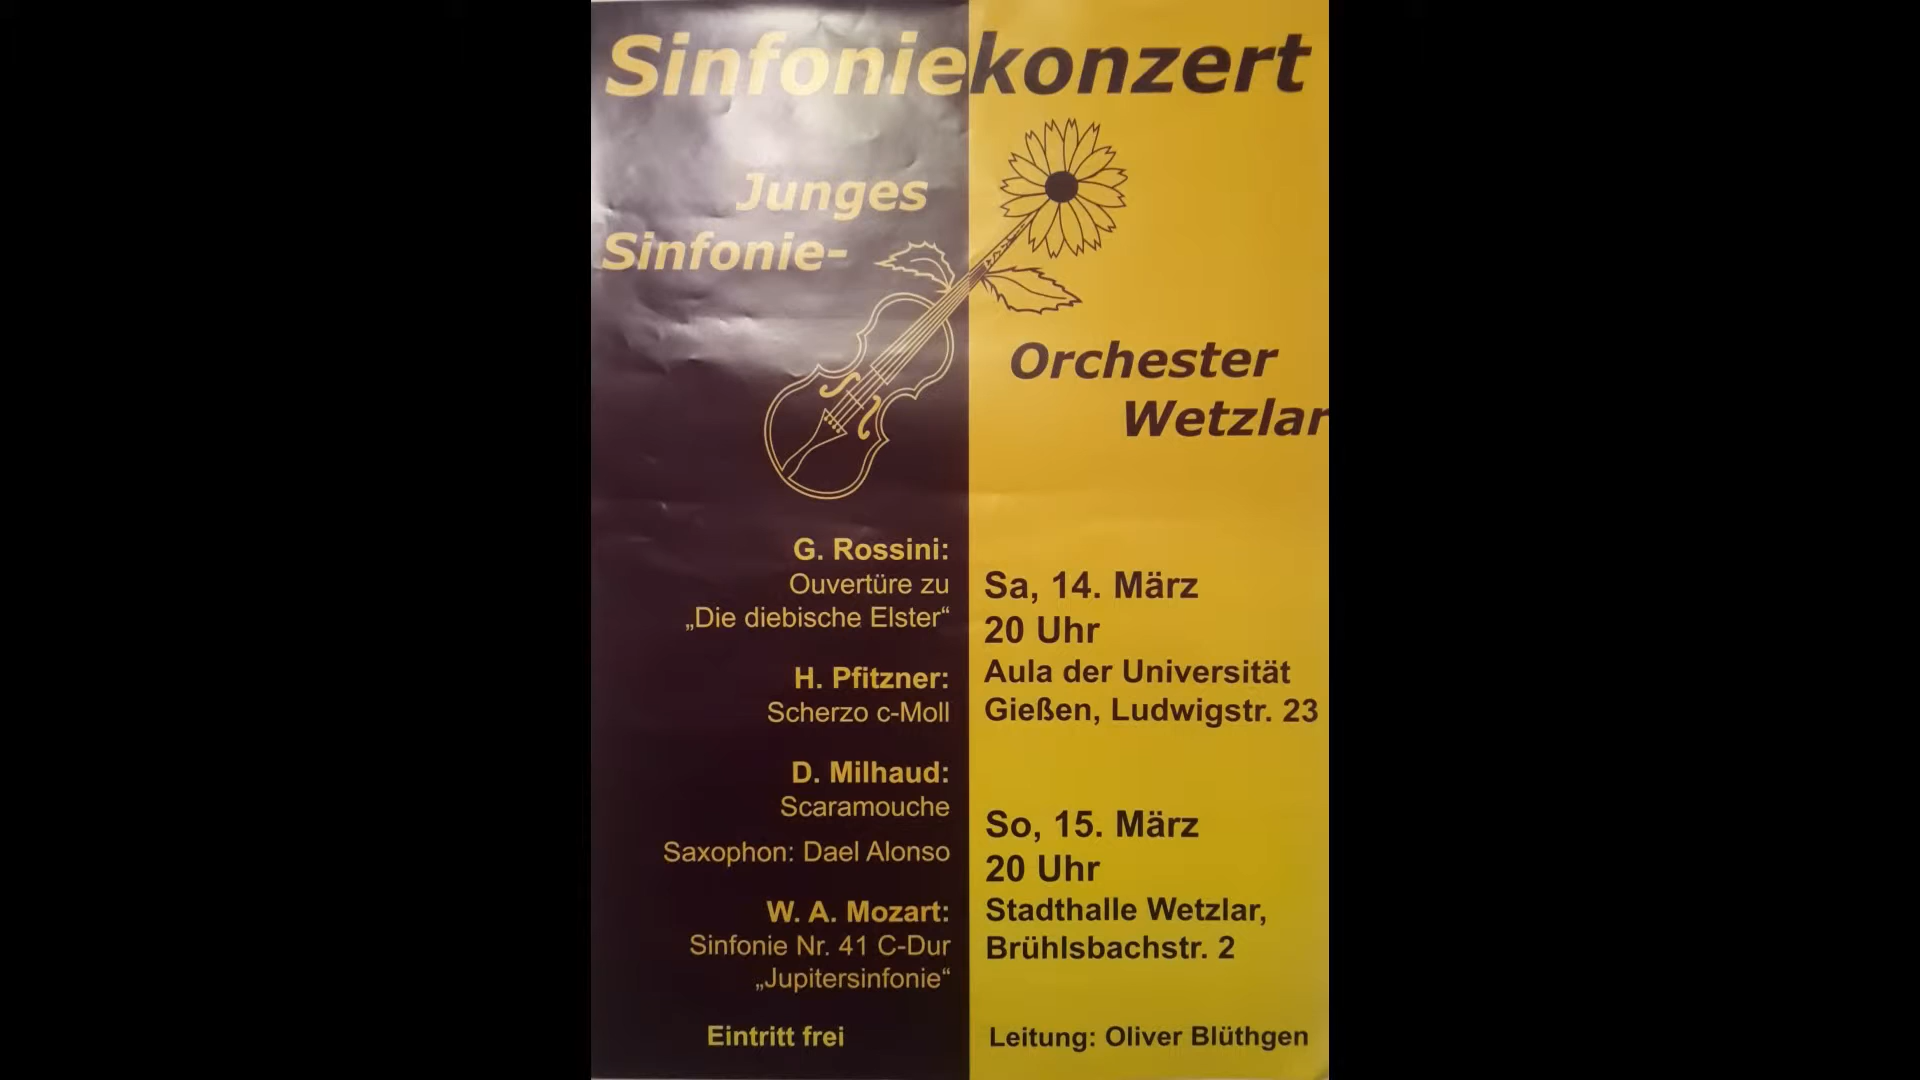 Sinfoniekonzert
Junges
Sinfonie-
Orchester
Wetzlar
G. Rossini:
Ouvertüre zu
„Die diebische Elster“
H. Pfitzner:
Scherzo c-Moll
D. Milhaud:
Scaramouche
Saxophon: Dael Alonso
W. A. Mozart:
Sinfonie Nr. 41 C-Dur
„Jupitersinfonie“
Eintritt frei
Sa, 14. März
20 Uhr
Aula der Universität
Gießen, Ludwigstr. 23
So, 15. März
20 Uhr
Stadthalle Wetzlar,
Brühlsbachstr. 2
Leitung: Oliver Blüthgen